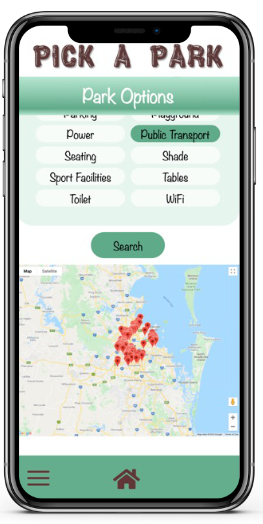 PICK A PARK
Park Options
Parking Playground
Power Public Transport
Seating Shade
Sport Facilities Tables
Toilet WiFi
Search
Map Satellite